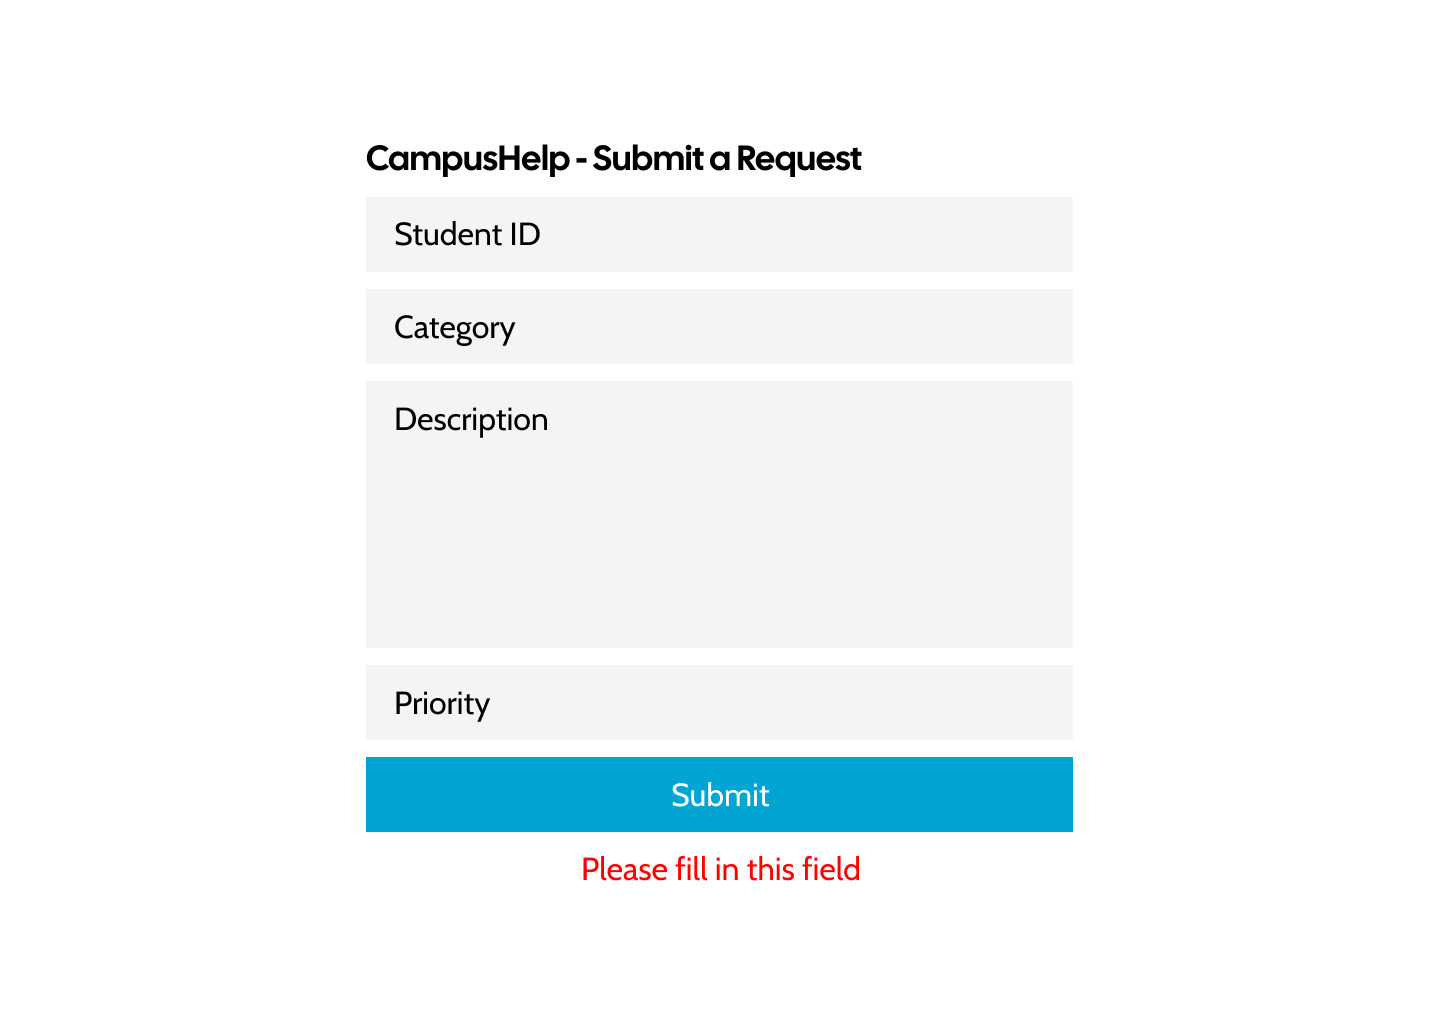 CampusHelp - Submit a Request
Student ID
Category
Description
Priority
Submit
Please fill in this field